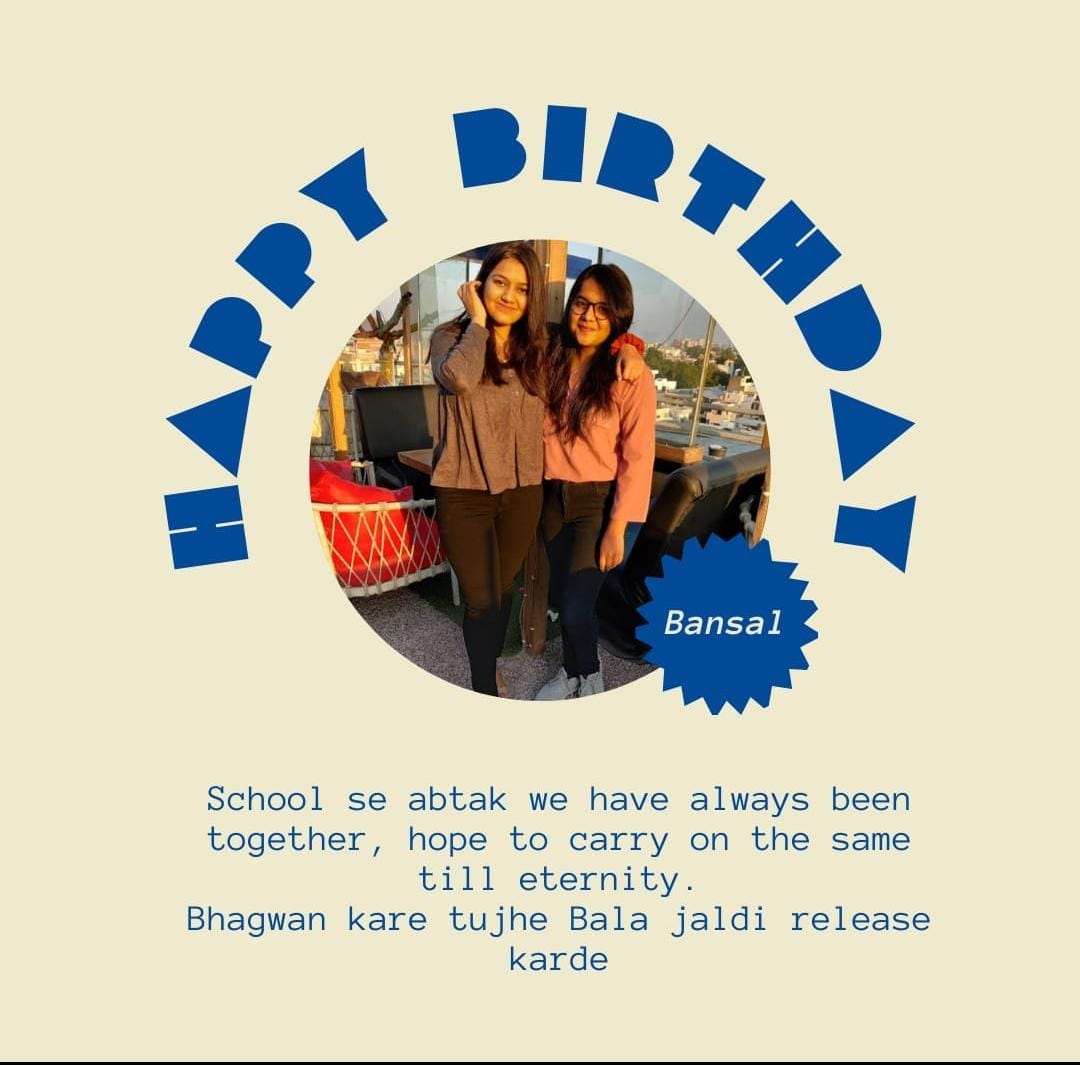 HAPPY BIRTHDAY
Bansal
School se abtak we have always been
together, hope to carry on the same
till eternity.
Bhagwan kare tujhe Bala jaldi release
karde